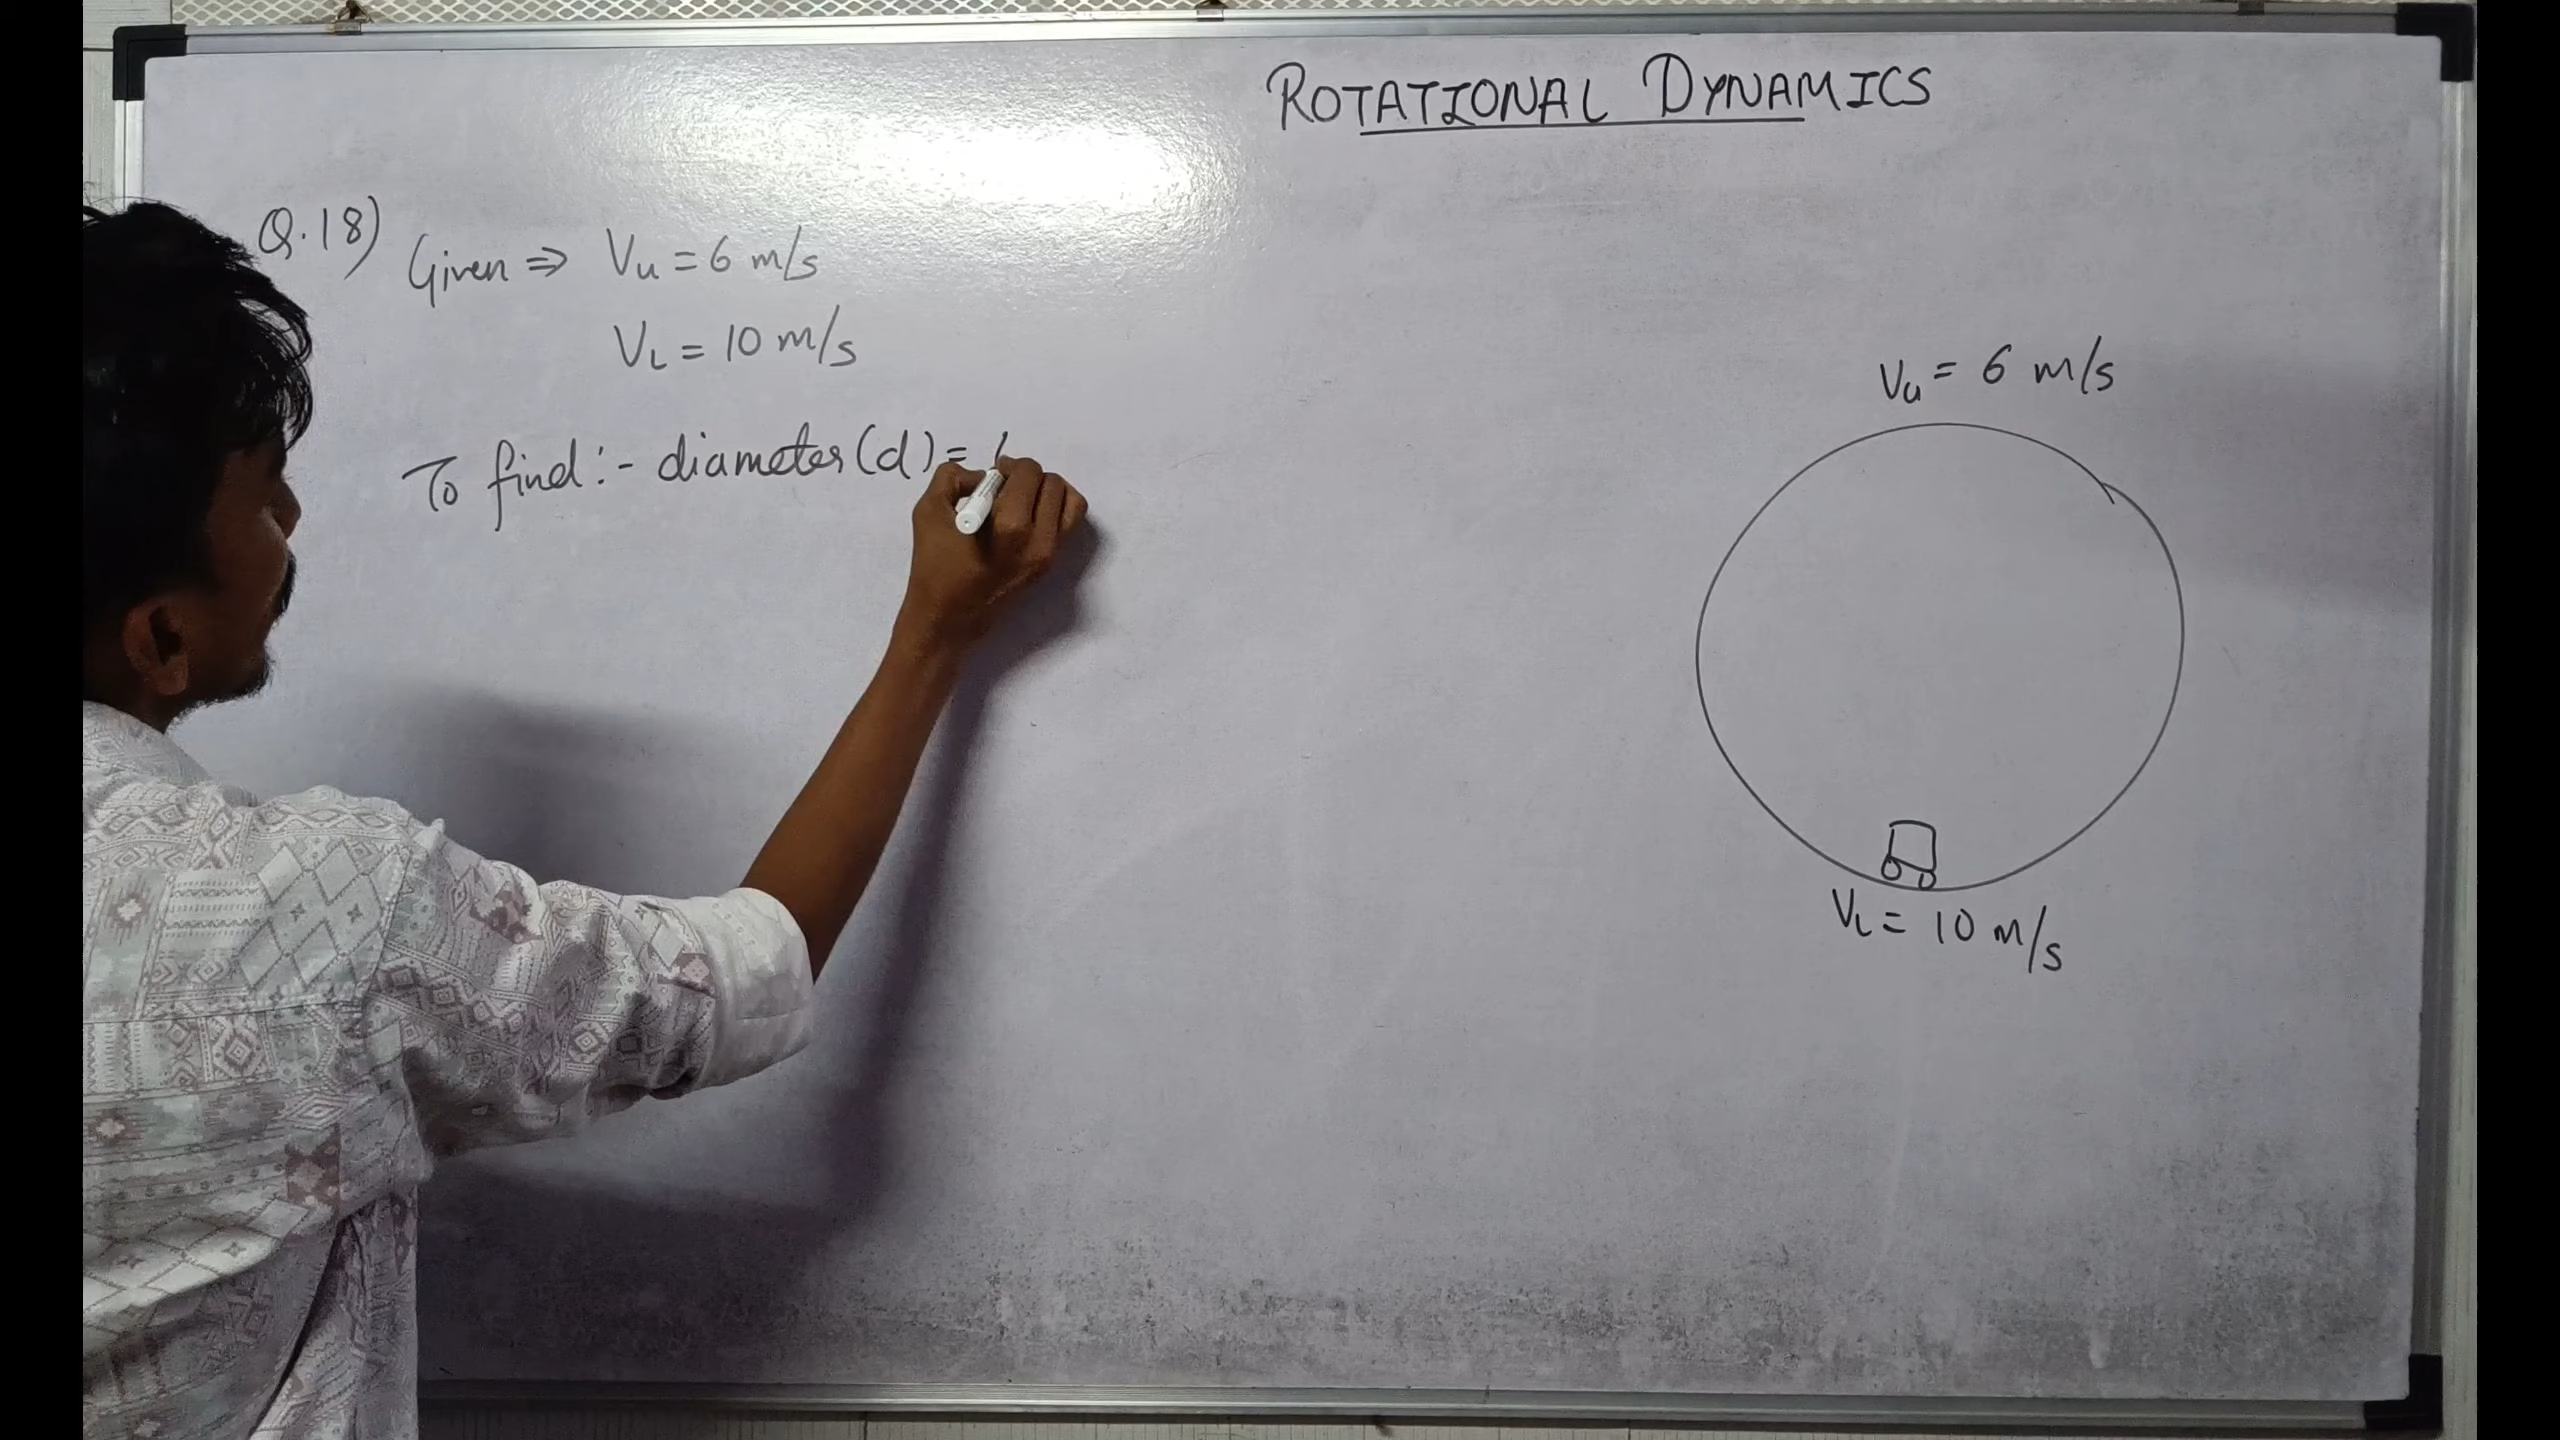 ROTATIONAL DYNAMICS
Q.18) Given ⇒ Vu = 6 m/s
VL = 10 m/s
To find :- diameter (d) =
Vu = 6 m/s
VL = 10 m/s